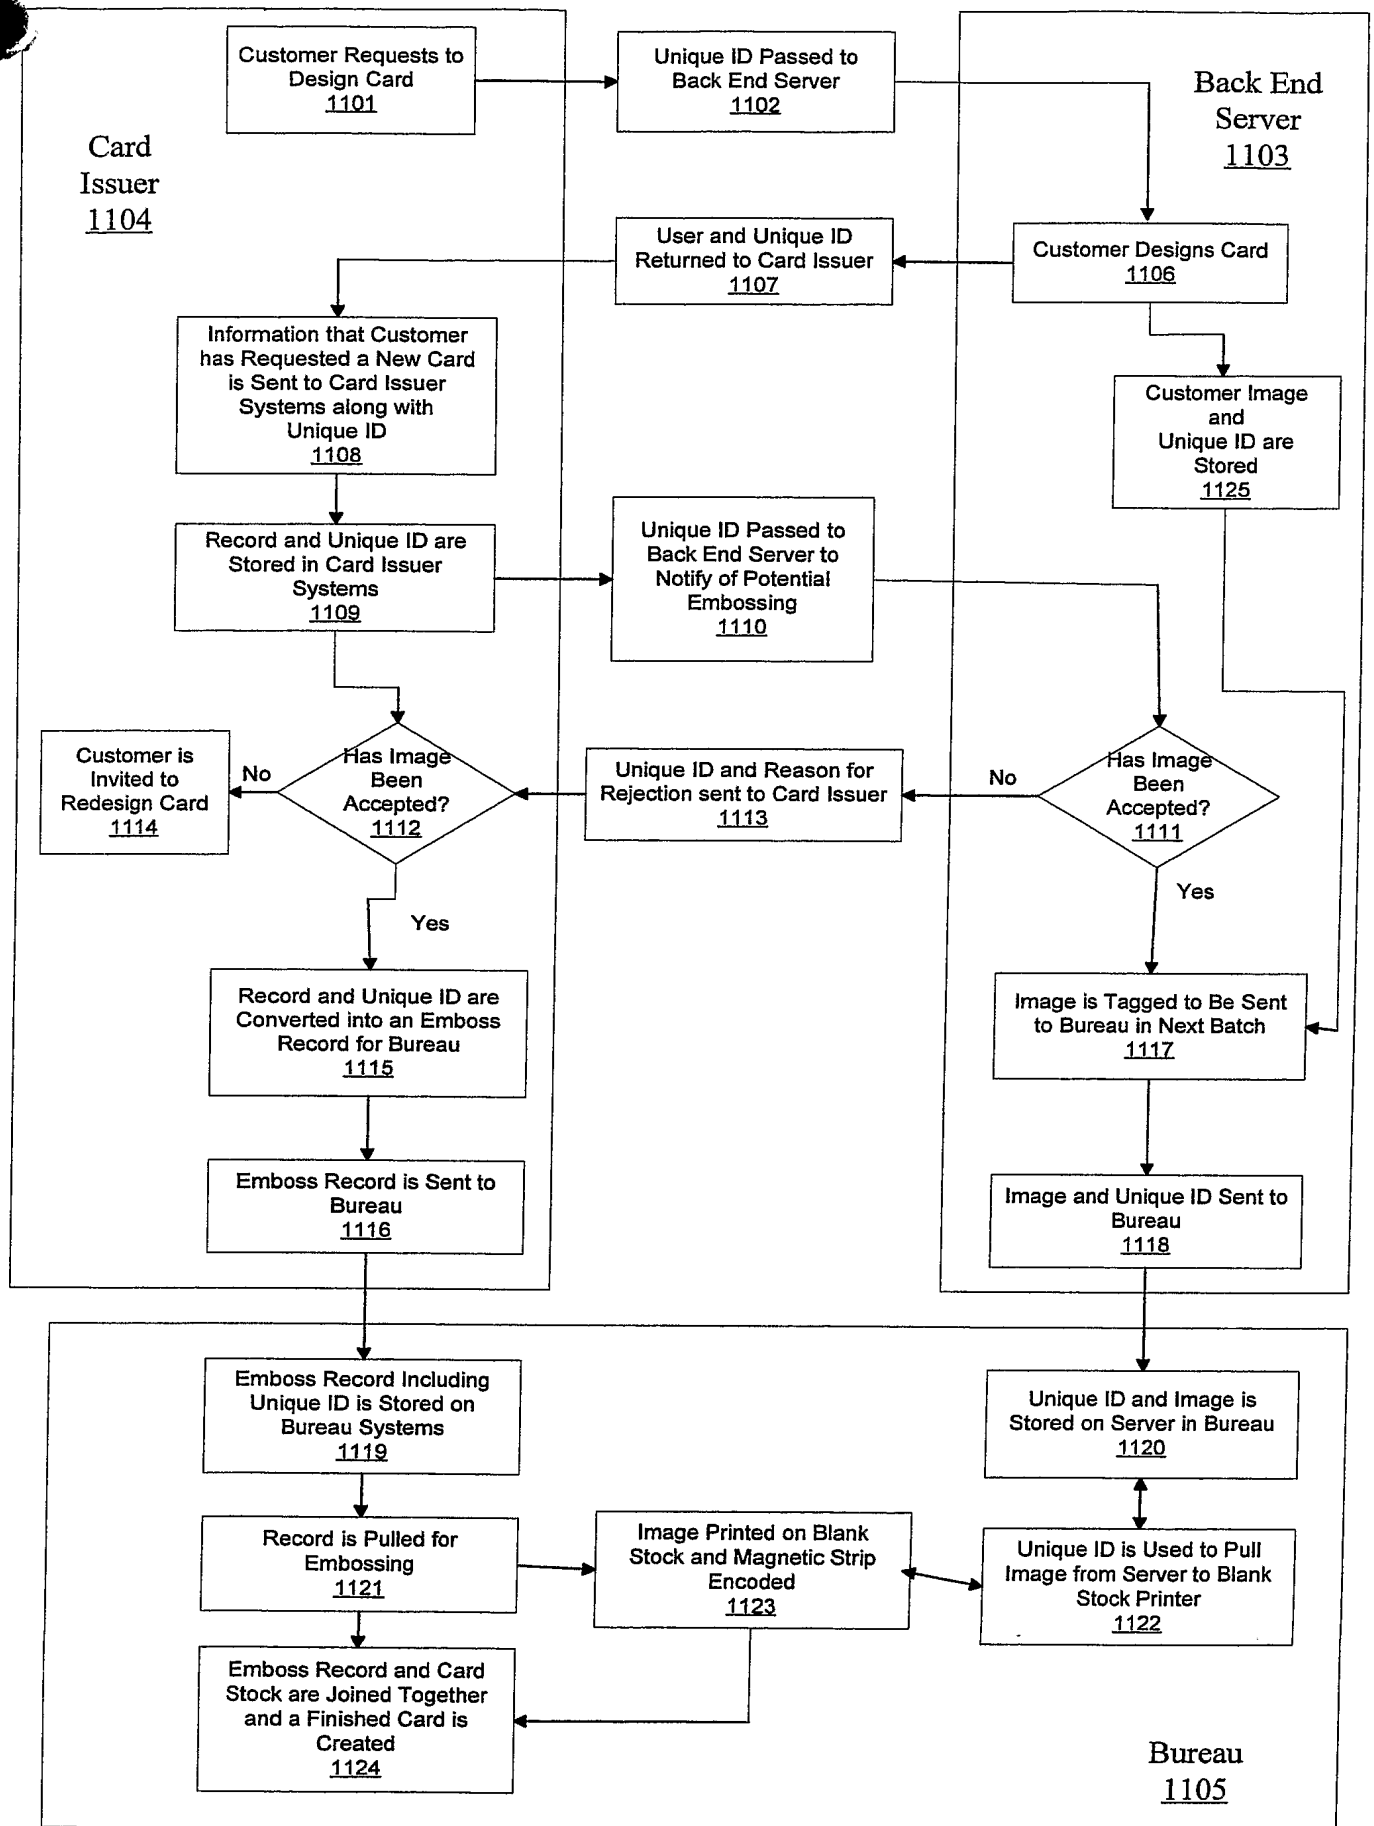 Customer Requests to
Design Card
1101
Unique ID Passed to
Back End Server
1102
Back End
Server
1103
Card
Issuer
1104
User and Unique ID
Returned to Card Issuer
1107
Customer Designs Card
1106
Information that Customer
has Requested a New Card
is Sent to Card Issuer
Systems along with
Unique ID
1108
Customer Image
and
Unique ID are
Stored
1125
Record and Unique ID are
Stored in Card Issuer
Systems
1109
Unique ID Passed to
Back End Server to
Notify of Potential
Embossing
1110
Customer is
Invited to
Redesign Card
1114
No
Has Image
Been
Accepted?
1112
Unique ID and Reason for
Rejection sent to Card Issuer
1113
No
Has Image
Been
Accepted?
1111
Yes
Yes
Record and Unique ID are
Converted into an Emboss
Record for Bureau
1115
Image is Tagged to Be Sent
to Bureau in Next Batch
1117
Emboss Record is Sent to
Bureau
1116
Image and Unique ID Sent to
Bureau
1118
Emboss Record Including
Unique ID is Stored on
Bureau Systems
1119
Unique ID and Image is
Stored on Server in Bureau
1120
Record is Pulled for
Embossing
1121
Image Printed on Blank
Stock and Magnetic Strip
Encoded
1123
Unique ID is Used to Pull
Image from Server to Blank
Stock Printer
1122
Emboss Record and Card
Stock are Joined Together
and a Finished Card is
Created
1124
Bureau
1105